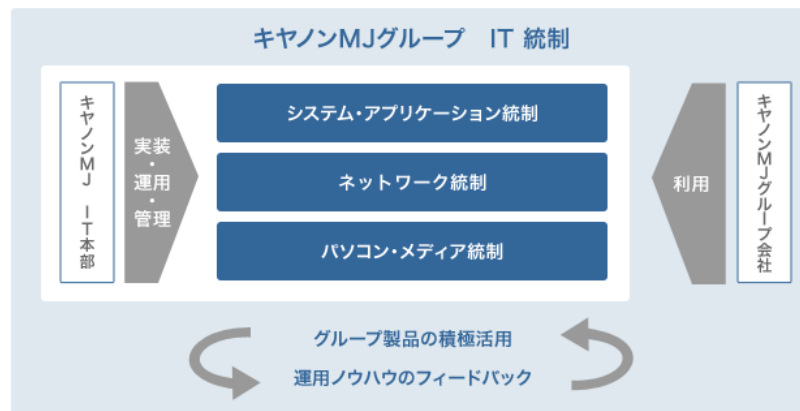 キヤノンMJグループ　IT 統制
キヤノンMJ　IT本部
実装
・
運用
・
管理
システム・アプリケーション統制
ネットワーク統制
パソコン・メディア統制
利用
キヤノンMJグループ会社
グループ製品の積極活用
運用ノウハウのフィードバック